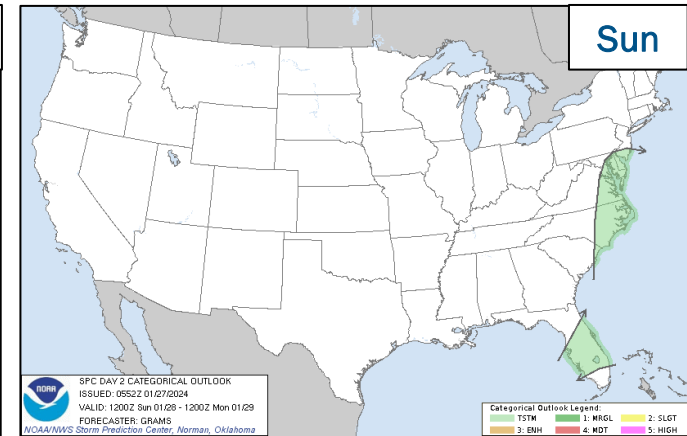 Sun
NOAA
SPC DAY 2 CATEGORICAL OUTLOOK
ISSUED: 0552Z 01/27/2024
VALID: 1200Z Sun 01/28 - 1200Z Mon 01/29
FORECASTER: GRAMS
NOAA/NWS Storm Prediction Center, Norman, Oklahoma
Categorical Outlook Legend:
TSTM 1: MRGL 2: SLGT
3: ENH 4: MDT 5: HIGH